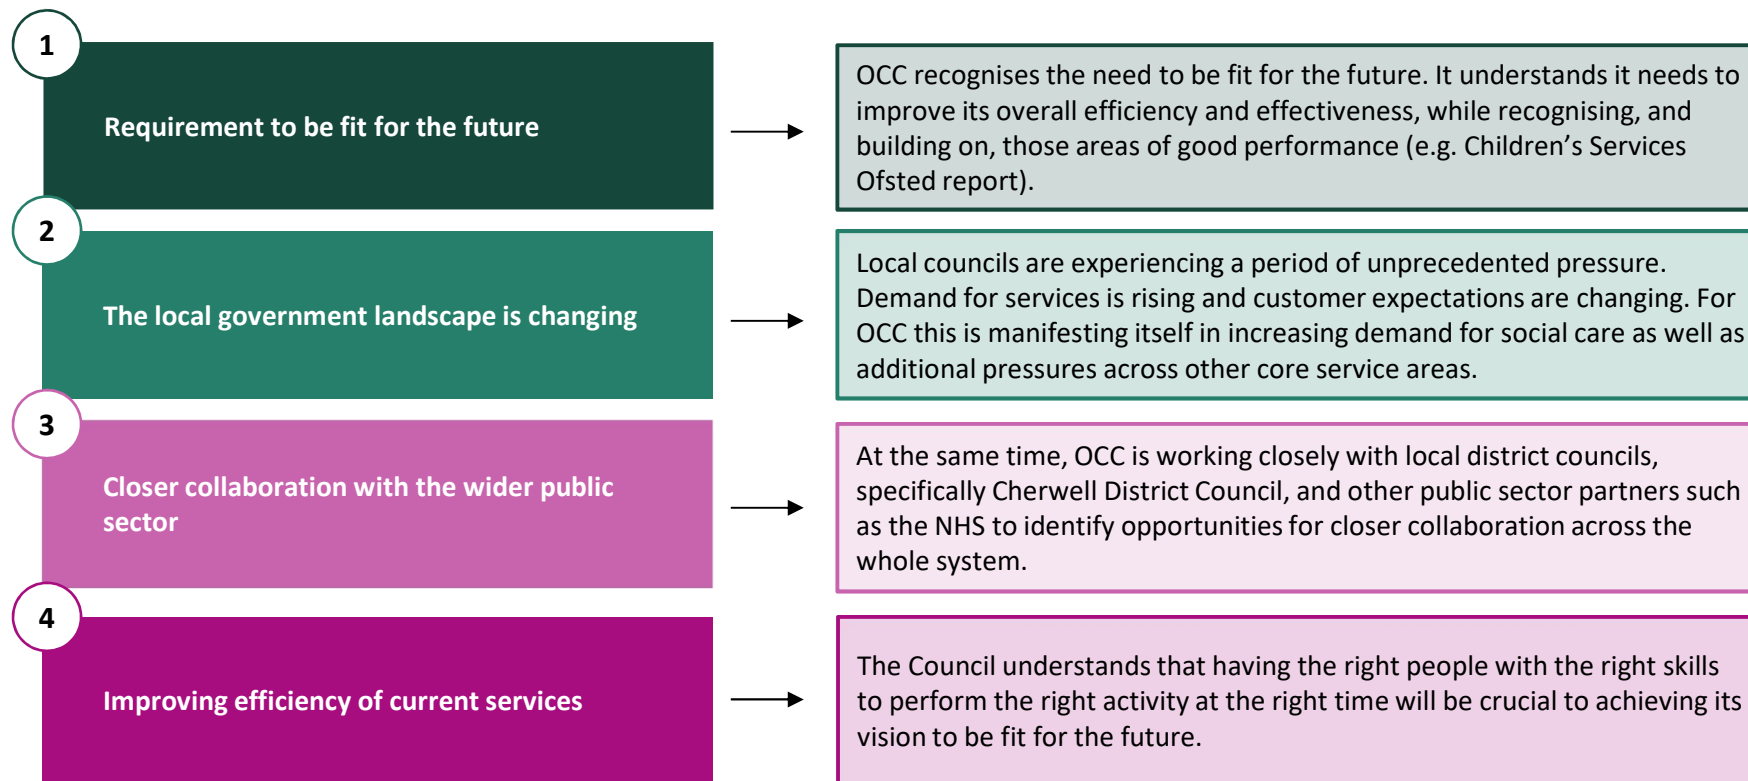 1
Requirement to be fit for the future
OCC recognises the need to be fit for the future. It understands it needs to
improve its overall efficiency and effectiveness, while recognising, and
building on, those areas of good performance (e.g. Children’s Services
Ofsted report).
2
The local government landscape is changing
Local councils are experiencing a period of unprecedented pressure.
Demand for services is rising and customer expectations are changing. For
OCC this is manifesting itself in increasing demand for social care as well as
additional pressures across other core service areas.
3
Closer collaboration with the wider public
sector
At the same time, OCC is working closely with local district councils,
specifically Cherwell District Council, and other public sector partners such
as the NHS to identify opportunities for closer collaboration across the
whole system.
4
Improving efficiency of current services
The Council understands that having the right people with the right skills
to perform the right activity at the right time will be crucial to achieving its
vision to be fit for the future.